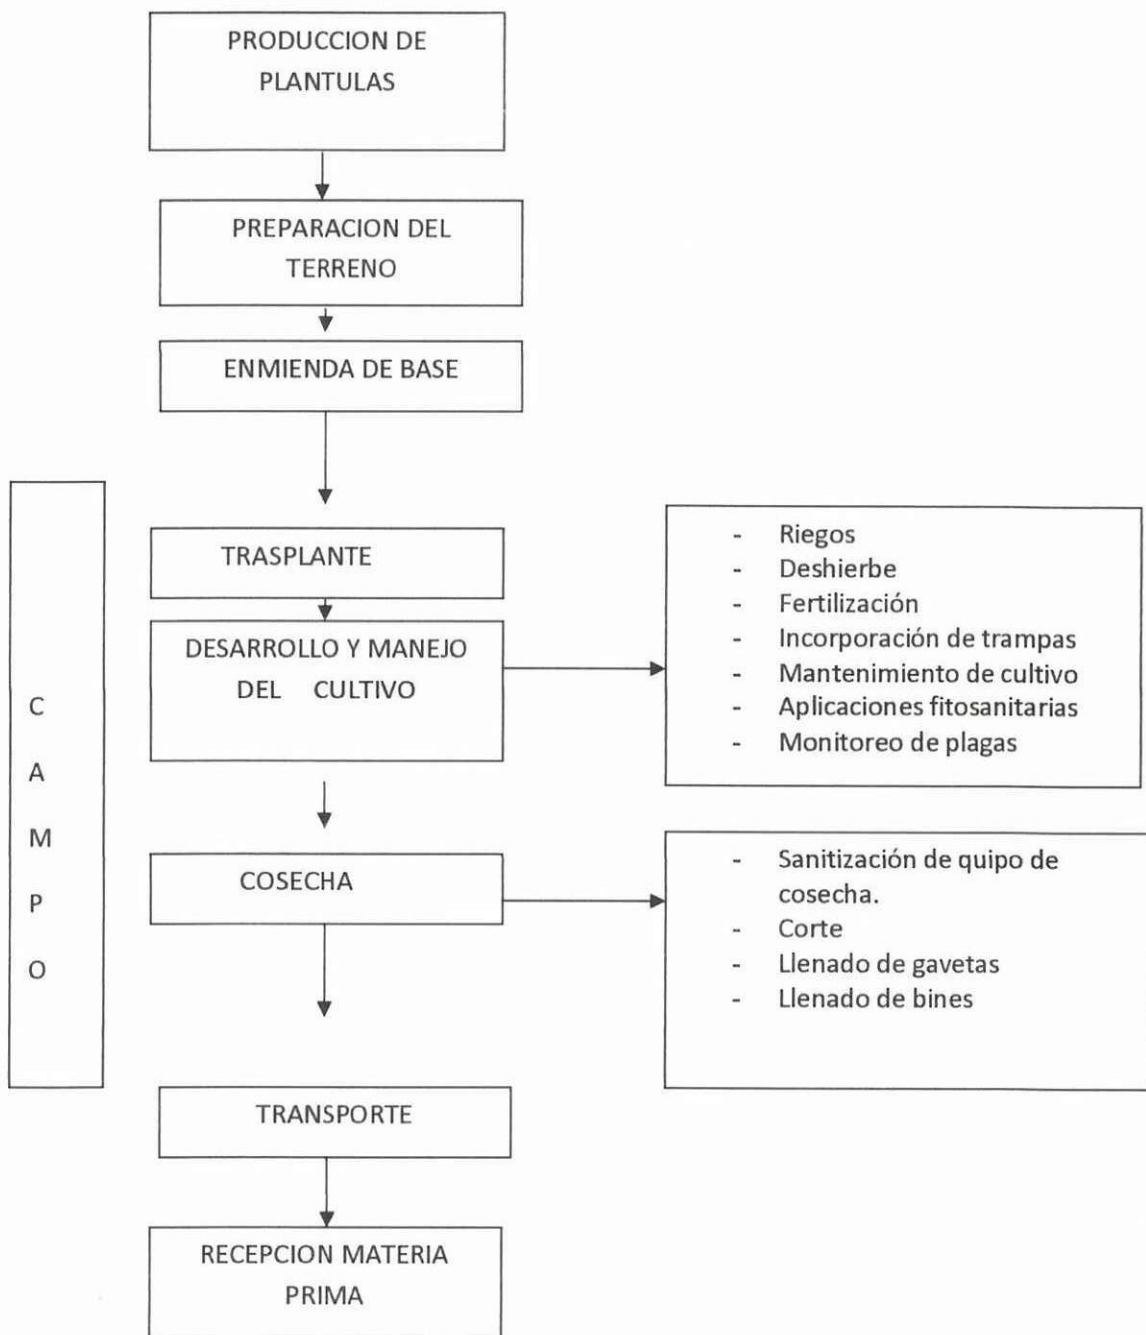 PRODUCCION DE
PLANTULAS
PREPARACION DEL
TERRENO
ENMIENDA DE BASE
TRASPLANTE
DESARROLLO Y MANEJO
DEL CULTIVO
COSECHA
TRANSPORTE
RECEPCION MATERIA
PRIMA
C
A
M
P
O
- Riegos
- Deshierbe
- Fertilización
- Incorporación de trampas
- Mantenimiento de cultivo
- Aplicaciones fitosanitarias
- Monitoreo de plagas
- Sanitización de quipo de
cosecha.
- Corte
- Llenado de gavetas
- Llenado de bines